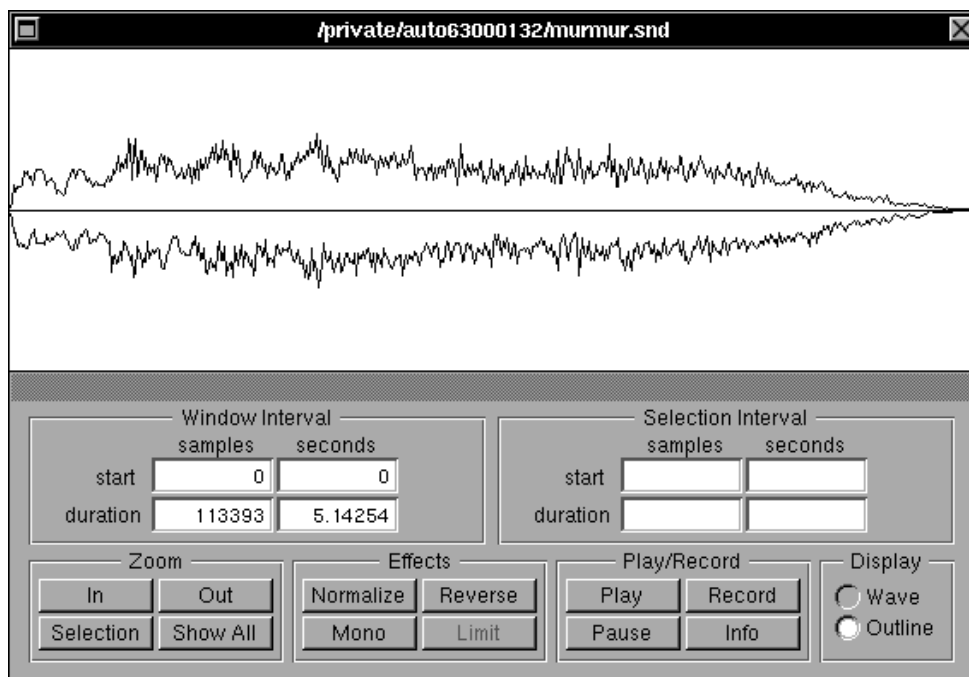 /private/auto63000132/murmur.snd
Window Interval
samples seconds
start 0 0
duration 113393 5.14254
Selection Interval
samples seconds
start
duration
Zoom
In Out
Selection Show All
Effects
Normalize Reverse
Mono Limit
Play/Record
Play Record
Pause Info
Display
Wave
Outline